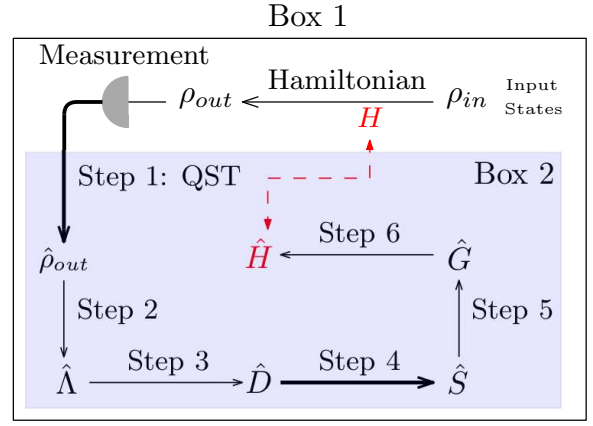 Box 1
Measurement
ρ_out
Hamiltonian
H
ρ_in
Input
States
Step 1: QST
Box 2
ρ̂_out
Ĥ
Step 6
Ĝ
Step 2
Step 5
Λ̂
Step 3
D̂
Step 4
Ŝ